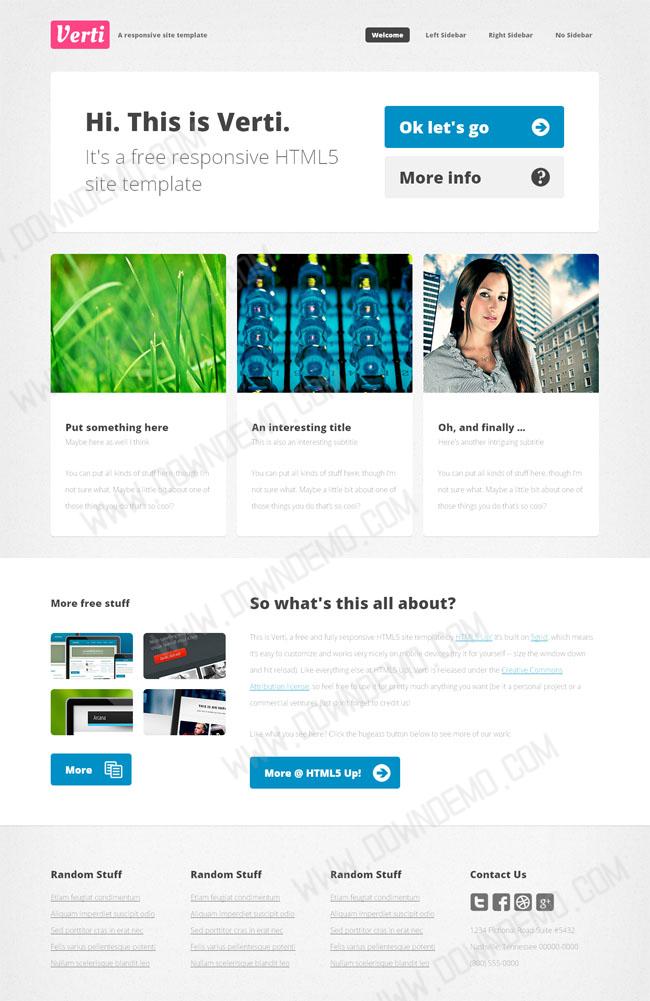 Verti
A responsive site template
Welcome
Left Sidebar
Right Sidebar
No Sidebar
Hi. This is Verti.
It's a free responsive HTML5
site template
Ok let's go
More info
Put something here
Maybe here as well I think
You can put all kinds of stuff here, though I'm
not sure what. Maybe a little bit about one of
those things you do that's so cool?
An interesting title
This is also an interesting subtitle
You can put all kinds of stuff here, though I'm
not sure what. Maybe a little bit about one of
those things you do that's so cool?
Oh, and finally ...
Here's another intriguing subtitle
You can put all kinds of stuff here, though I'm
not sure what. Maybe a little bit about one of
those things you do that's so cool?
More free stuff
Arcana
More
So what's this all about?
This is Verti, a free and fully responsive HTML5 site template by HTML5 Up! It's built on 5grid, which means
it's easy to customize and works very nicely on mobile devices (try it for yourself -- size the window down
and hit reload). Like everything else at HTML5 Up!, Verti is released under the Creative Commons
Attribution license, so feel free to use it for pretty much anything you want (be it a personal project or a
commercial venture). Just don't forget to credit us!
Like what you see here? Click the hugeass button below to see more of our work:
More @ HTML5 Up!
Random Stuff
Etiam feugiat condimentum
Aliquam imperdiet suscipit odio
Sed porttitor cras in erat nec
Felis varius pellentesque potenti
Nullam scelerisque blandit leo
Random Stuff
Etiam feugiat condimentum
Aliquam imperdiet suscipit odio
Sed porttitor cras in erat nec
Felis varius pellentesque potenti
Nullam scelerisque blandit leo
Random Stuff
Etiam feugiat condimentum
Aliquam imperdiet suscipit odio
Sed porttitor cras in erat nec
Felis varius pellentesque potenti
Nullam scelerisque blandit leo
Contact Us
1234 Fictional Road Suite #5432
Nashville, Tennessee 00000-0000
(800) 555-0000
WWW.DOWNDEMO.COM
WWW.DOWNDEMO.COM
WWW.DOWNDEMO.COM
WWW.DOWNDEMO.COM
WWW.DOWNDEMO.COM